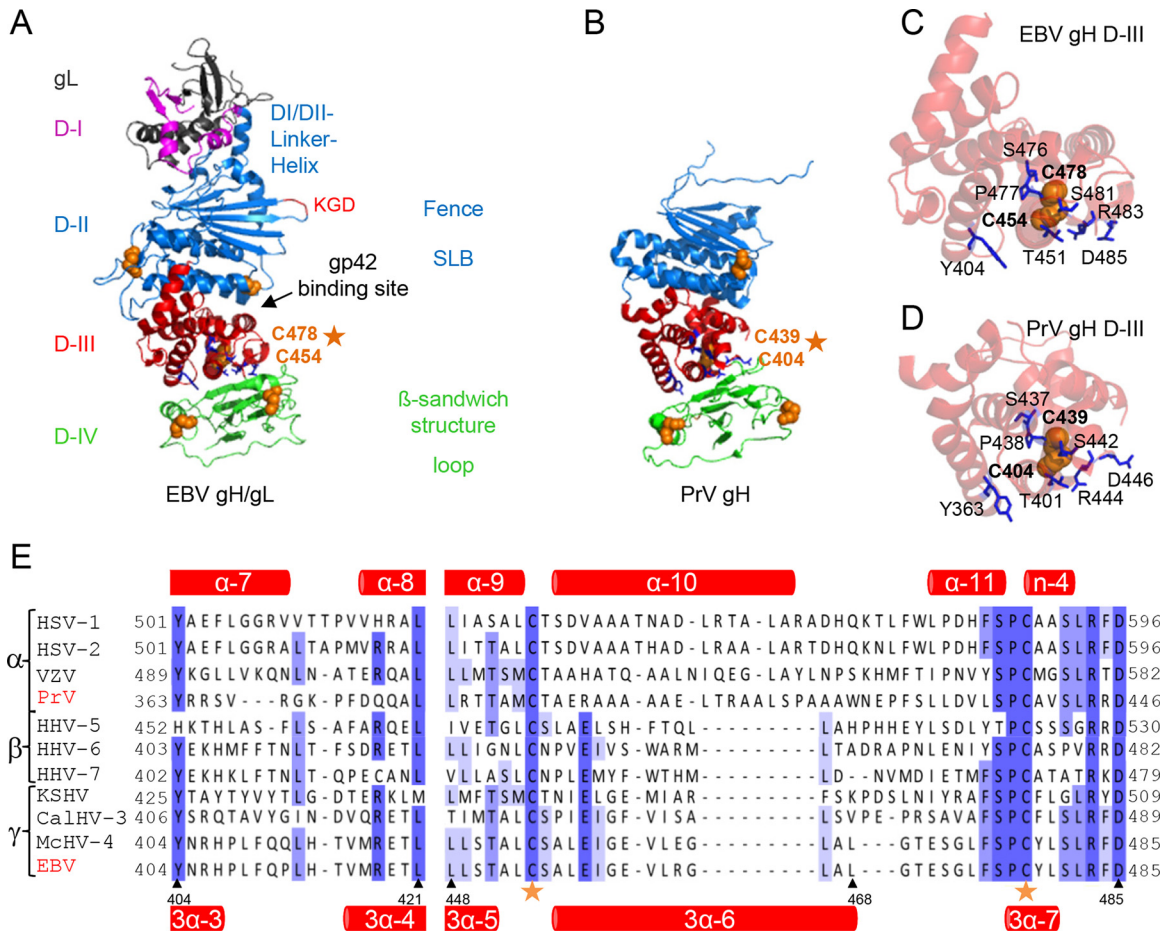 A
gL
D-I
DI/DII-
Linker-
Helix
D-II
KGD
Fence
SLB
gp42
binding site
D-III
C478
C454
D-IV
ß-sandwich
structure
loop
EBV gH/gL
B
C439
C404
PrV gH
C
EBV gH D-III
S476
C478
P477
S481
C454
R483
Y404
T451
D485
D
PrV gH D-III
S437
C439
P438
S442
C404
D446
Y363
T401
R444
E
α-7 α-8 α-9 α-10 α-11 n-4
α
HSV-1 501 YAEFLGGRVVTTPVVHRAL LIASALCTSDVAAATNAD-LRTA-LARADHQKTLFWLPDHFSPCAASLRFD 596
HSV-2 501 YAEFLGGRALTAPMVRRAL LITTALCTSDVAAATHAD-LRAA-LARTDHQKNLFWLPDHFSPCAASLRFD 596
VZV 489 YKGLLVKQNLN-ATERQAL LLMTSMCTAAHATQA-ALNIQEG-LAYLNPSKHMFTIPNVYSPCMGSLRTD 582
PrV 363 YRRSV---RGK-PFDQQAL LRTTAMCTAERAAA-AELTRAALSPAAWNEPFSLLDVLSPCAVSLRRD 446
β
HHV-5 452 HKTHLAS-FLS-AFARQEL IVETGLCSLAELSH-FTQL----------LAHPHHEYLSDLYTPCSSSGRRD 530
HHV-6 403 YEKHMFFTNLT-FSDRETL LLIGNLCNPVEIVS-WARM----------LTADRAPNLENIYSPCASPVRRD 482
HHV-7 402 YEKHKLFTNLT-QPECANL VLLASLCNPLEMYF-WTHM----------LD--NVMDIETMFSPCATATRKD 479
γ
KSHV 425 YTAYTYVYTLG-DTERKLM LMFTSMCTNIELGE-MIAR----------FSKPDSLNIYRAFSPCFLGLRYD 509
CalHV-3 406 YSRQTAVYGIN-DVQRETL TIMTALCSPIEIGF-VISA----------LSVPE-PRSVAFSPCFLSLRFD 489
McHV-4 404 YNRHPLFQQLH-TVMRETL LLSTALCSALEIGE-VLEG----------LAL---GTESGLFSPCYLSLRFD 485
EBV 404 YNRHPLFQPLH-TVMRETL LLSTALCSALEIGE-VLRG----------LAL---GTESGLFSPCYLSLRFD 485
404 421 448 468 485
3α-3 3α-4 3α-5 3α-6 3α-7